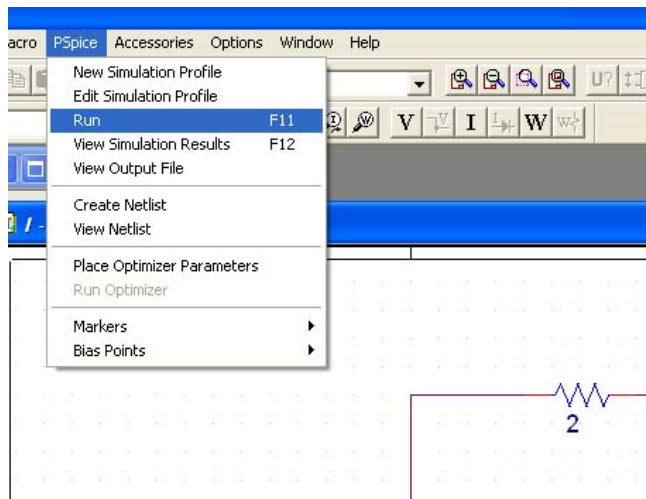 acro PSpice Accessories Options Window Help
U?
New Simulation Profile
Edit Simulation Profile
Run F11
I W V V I I W W
View Simulation Results F12
View Output File
Create Netlist
/ -
View Netlist
Place Optimizer Parameters
Run Optimizer
Markers
Bias Points
2